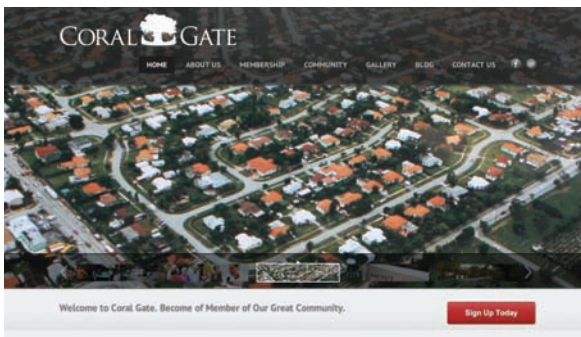 CORAL GATE
HOME ABOUT US MEMBERSHIP COMMUNITY GALLERY BLOG CONTACT US
Welcome to Coral Gate. Become of Member of Our Great Community.
Sign Up Today